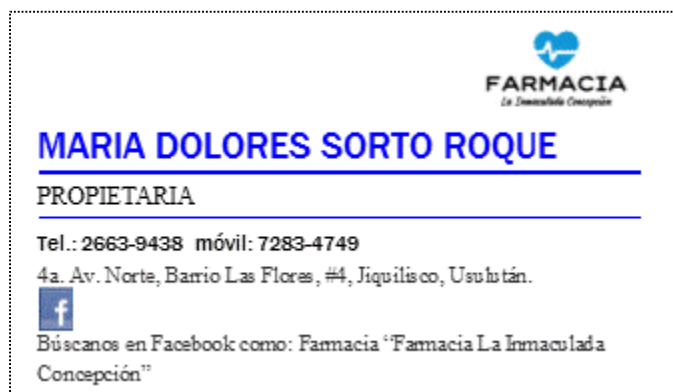 FARMACIA
La Inmaculada Concepción
MARIA DOLORES SORTO ROQUE
PROPIETARIA
Tel.: 2663-9438 móvil: 7283-4749
4a. Av. Norte, Barrio Las Flores, #4, Jiquilisco, Usulután.
f
Búscanos en Facebook como: Farmacia “Farmacia La Inmaculada
Concepción”